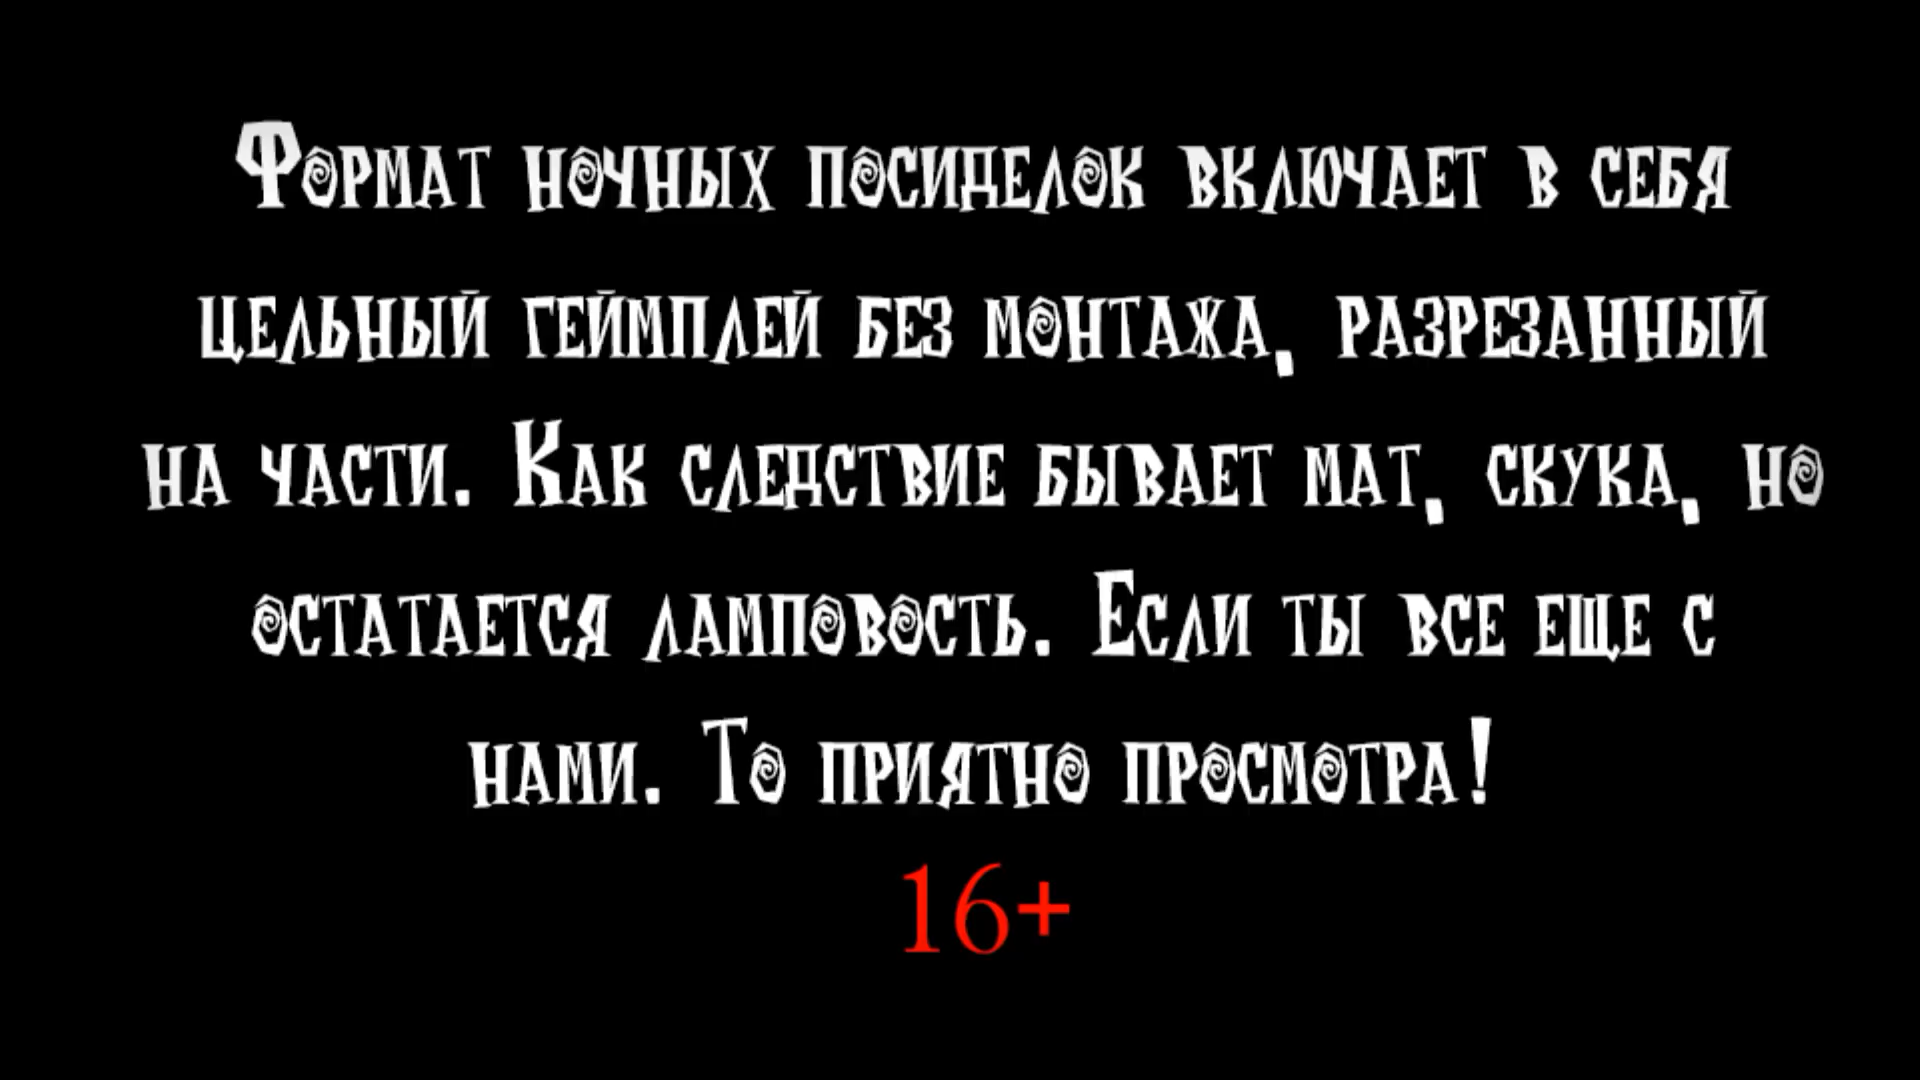 Формат ночных посиделок включает в себя
цельный геймплей без монтажа, разрезанный
на части. Как следствие бывает мат, скука, но
остатается ламповость. Если ты все еще с
нами. То приятно просмотра!
16+